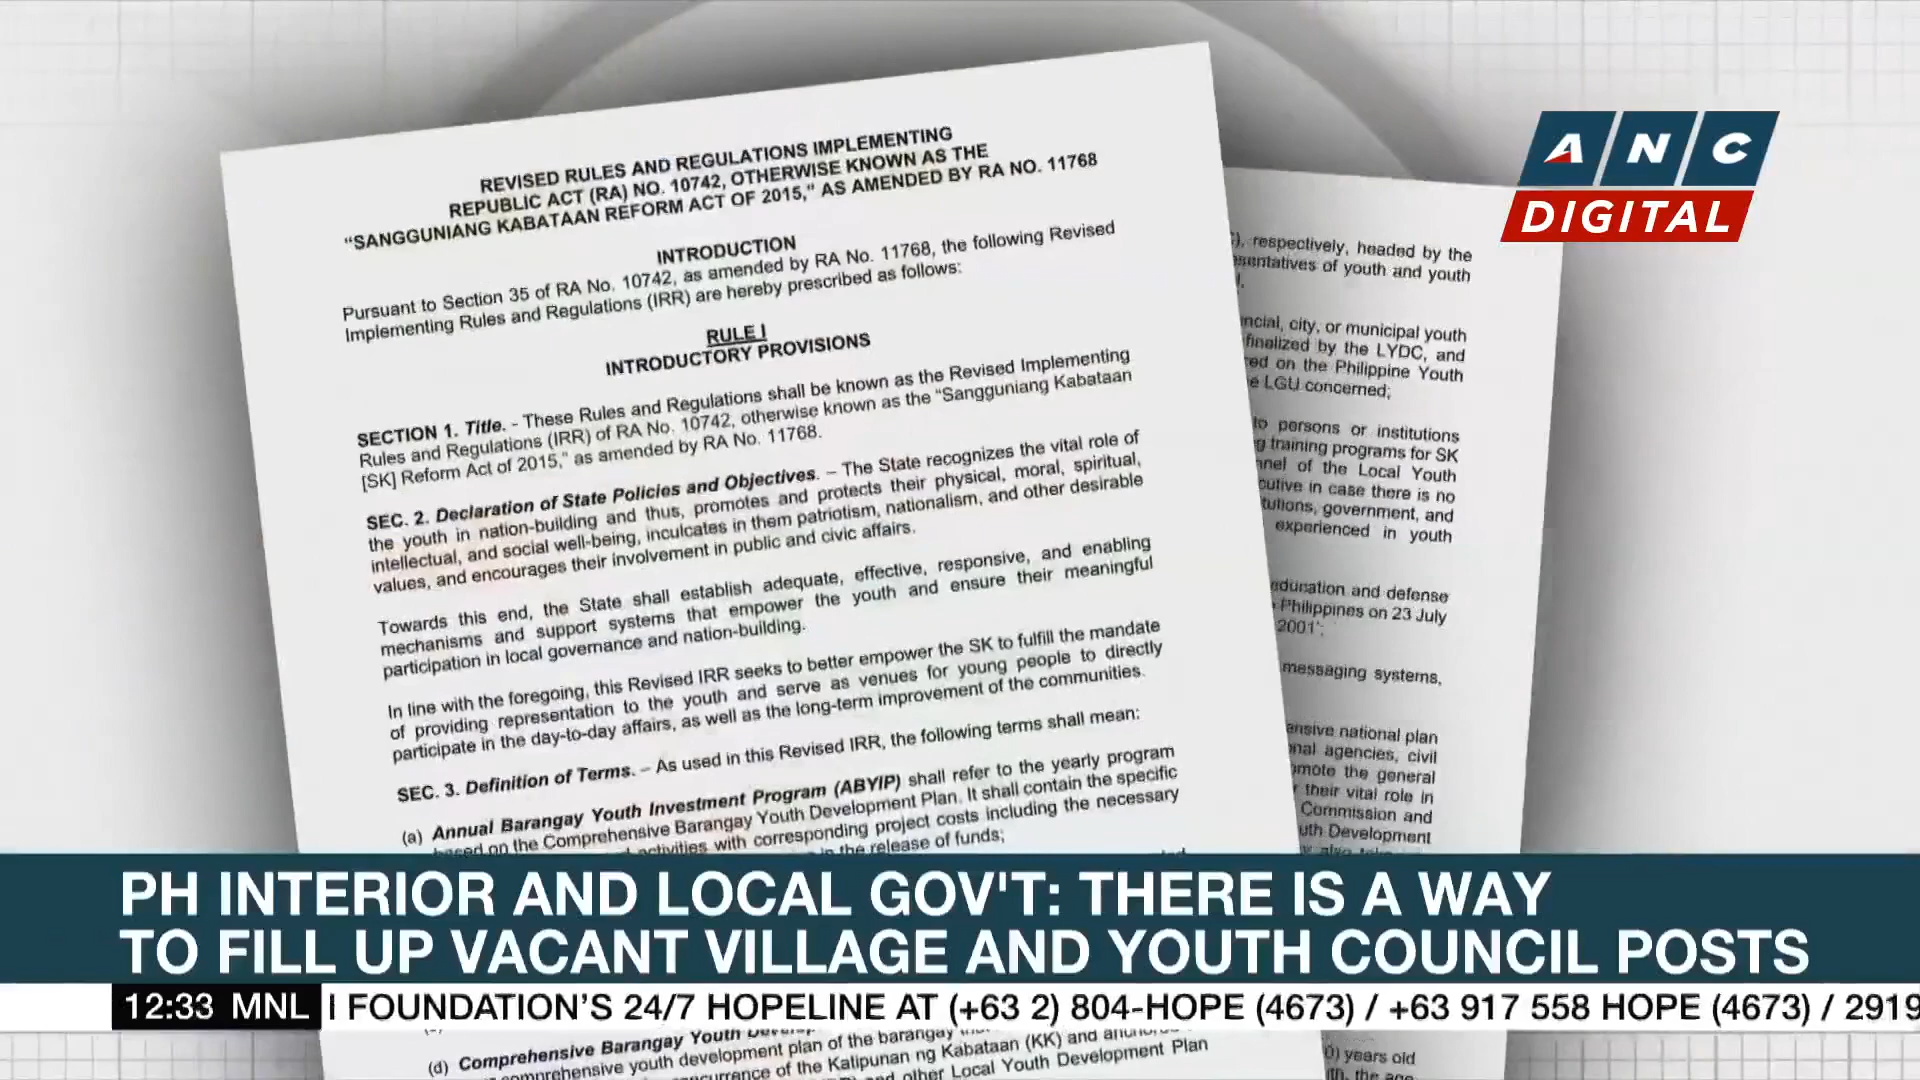 REVISED RULES AND REGULATIONS IMPLEMENTING
REPUBLIC ACT (RA) NO. 10742, OTHERWISE KNOWN AS THE
“SANGGUNIANG KABATAAN REFORM ACT OF 2015,” AS AMENDED BY RA NO. 11768
INTRODUCTION
Pursuant to Section 35 of RA No. 10742, as amended by RA No. 11768, the following Revised
Implementing Rules and Regulations (IRR) are hereby prescribed as follows:
RULE I
INTRODUCTORY PROVISIONS
SECTION 1. Title. - These Rules and Regulations shall be known as the Revised Implementing
Rules and Regulations (IRR) of RA No. 10742, otherwise known as the “Sangguniang Kabataan
[SK] Reform Act of 2015,” as amended by RA No. 11768.
SEC. 2. Declaration of State Policies and Objectives. – The State recognizes the vital role of
the youth in nation-building and thus, promotes and protects their physical, moral, spiritual,
intellectual, and social well-being, inculcates in them patriotism, nationalism, and other desirable
values, and encourages their involvement in public and civic affairs.
Towards this end, the State shall establish adequate, effective, responsive, and enabling
mechanisms and support systems that empower the youth and ensure their meaningful
participation in local governance and nation-building.
In line with the foregoing, this Revised IRR seeks to better empower the SK to fulfill the mandate
of providing representation to the youth and serve as venues for young people to directly
participate in the day-to-day affairs, as well as the long-term improvement of the communities.
SEC. 3. Definition of Terms. – As used in this Revised IRR, the following terms shall mean:
(a) Annual Barangay Youth Investment Program (ABYIP) shall refer to the yearly program
based on the Comprehensive Barangay Youth Development Plan. It shall contain the specific
activities with corresponding project costs including the necessary
in the release of funds;
ANC
DIGITAL
), respectively, headed by the
of youth and youth
city, or municipal youth
finalized by the LYDC, and
on the Philippine Youth
LGU concerned;
to persons or institutions
training programs for SK
of the Local Youth
in case there is no
government, and
experienced in youth
education and defense
Philippines on 23 July
2001’;
messaging systems,
national plan
agencies, civil
the general
their vital role in
Commission and
Development
PH INTERIOR AND LOCAL GOV'T: THERE IS A WAY
TO FILL UP VACANT VILLAGE AND YOUTH COUNCIL POSTS
12:33 MNL
FOUNDATION’S 24/7 HOPELINE AT (+63 2) 804-HOPE (4673) / +63 917 558 HOPE (4673) / 2919
(d) Comprehensive Barangay Youth
comprehensive youth development plan of the barangay
of the Katipunan ng Kabataan (KK) and
and other Local Youth Development Plan
years old
the age